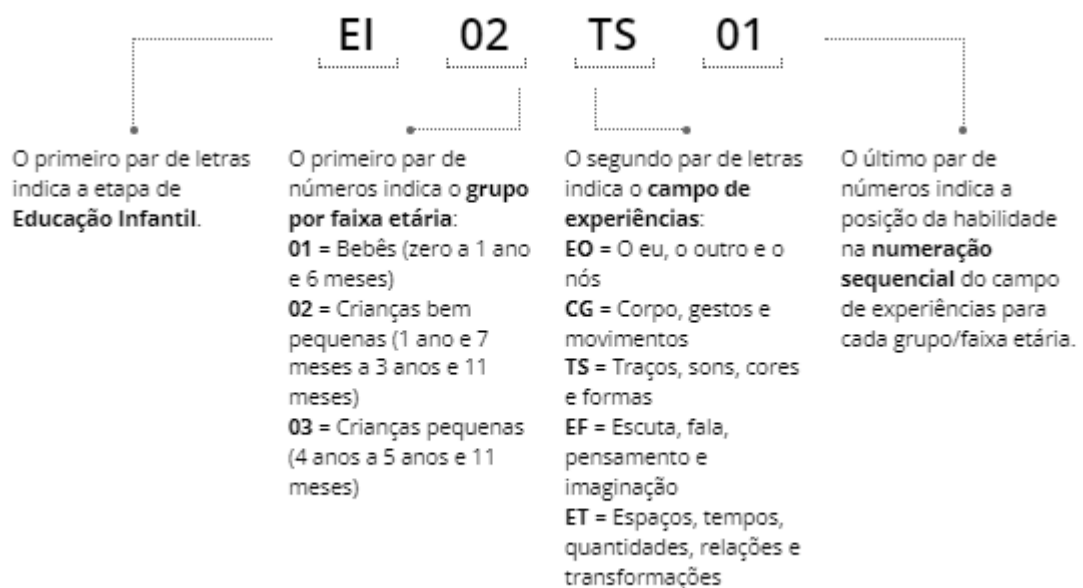 EI 02 TS 01
O primeiro par de letras
indica a etapa de
Educação Infantil.
O primeiro par de
números indica o grupo
por faixa etária:
01 = Bebês (zero a 1 ano
e 6 meses)
02 = Crianças bem
pequenas (1 ano e 7
meses a 3 anos e 11
meses)
03 = Crianças pequenas
(4 anos a 5 anos e 11
meses)
O segundo par de letras
indica o campo de
experiências:
EO = O eu, o outro e o
nós
CG = Corpo, gestos e
movimentos
TS = Traços, sons, cores
e formas
EF = Escuta, fala,
pensamento e
imaginação
ET = Espaços, tempos,
quantidades, relações e
transformações
O último par de
números indica a
posição da habilidade
na numeração
sequencial do campo
de experiências para
cada grupo/faixa etária.